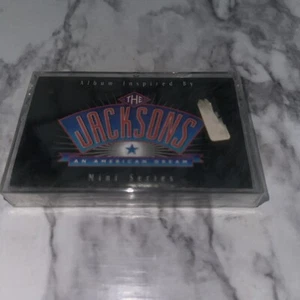 Album Inspired By
THE
JACKSONS
AN AMERICAN DREAM
Mini Series